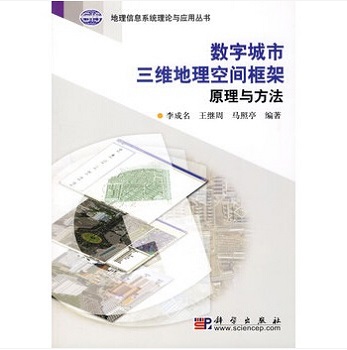 地理信息系统理论与应用丛书
数字城市
三维地理空间框架
原理与方法
李成名 王继周 马照亭 编著
科学出版社
www.sciencep.com